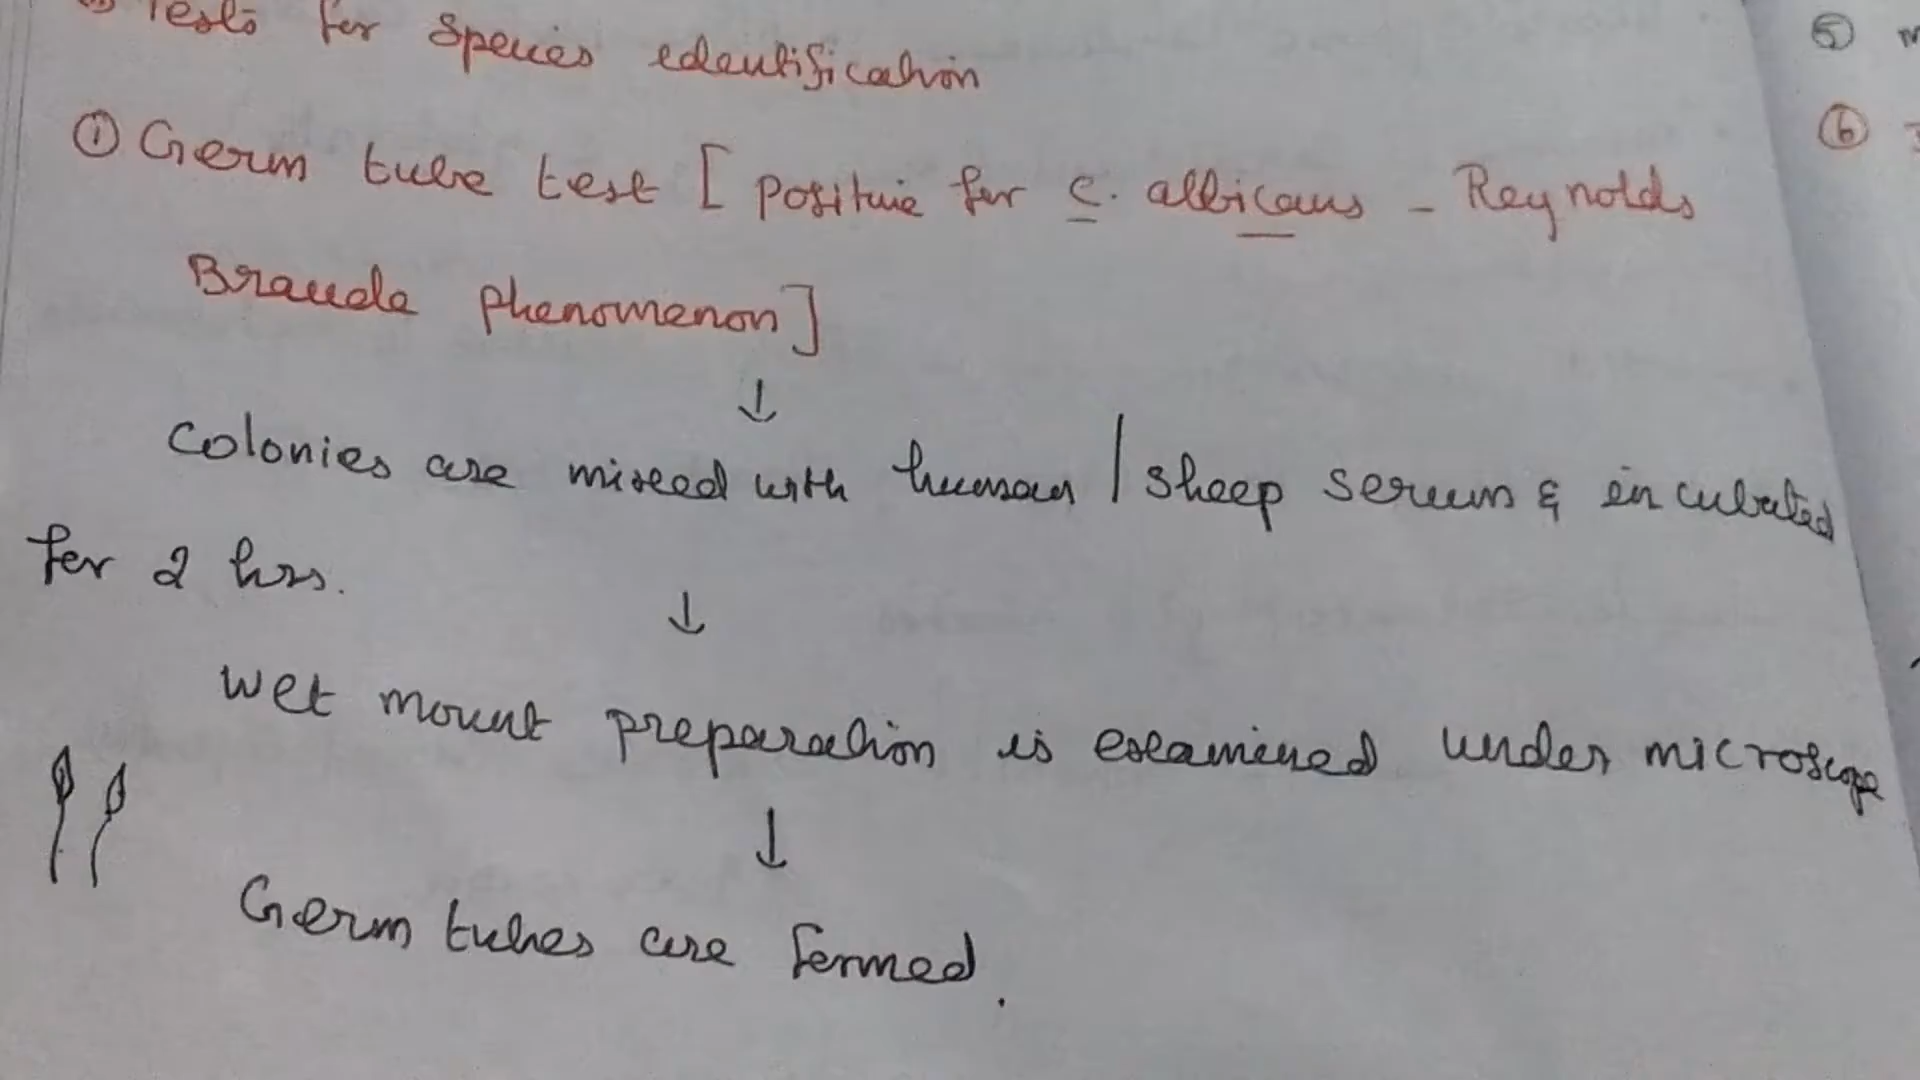 Tests for Species identification
① Germ tube test [ Positive for C. albicans - Reynolds
Braude Phenomenon ]
↓
Colonies are mixed with human / sheep serum & incubated
for 2 hrs.
↓
Wet mount preparation is examined under microscope
↓
Germ tubes are formed.
⑤
⑥